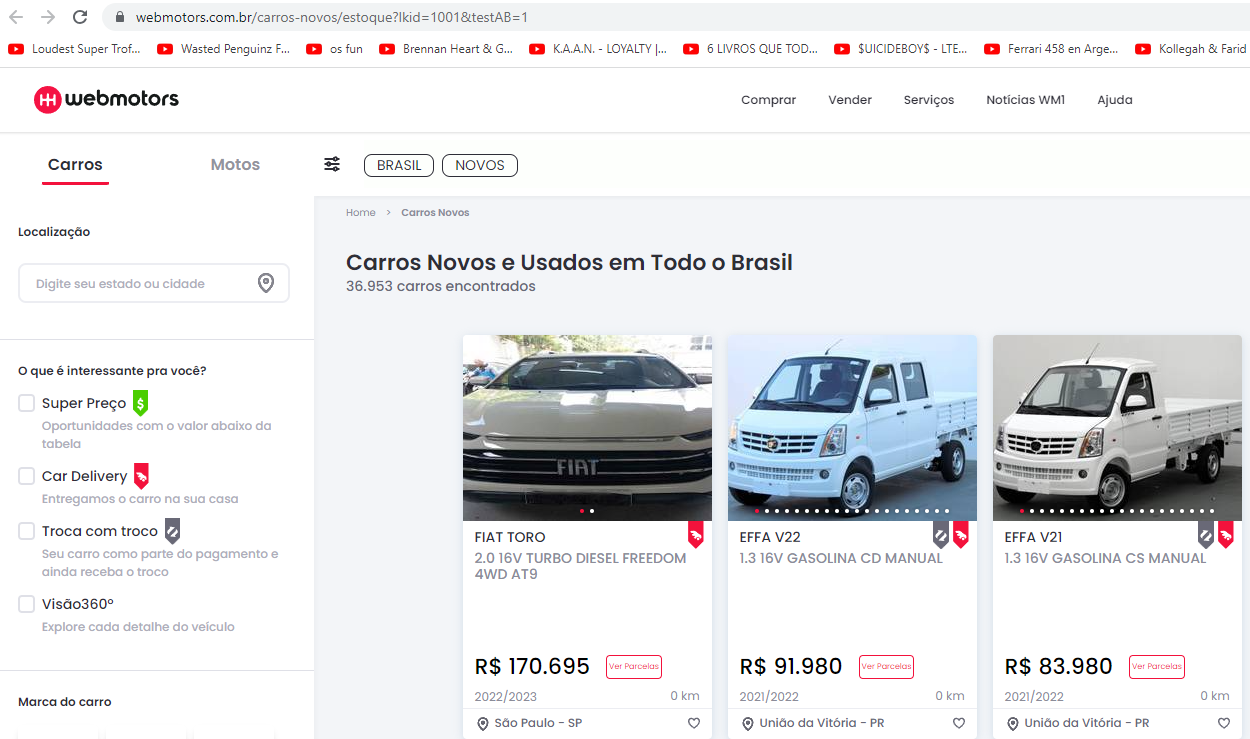 webmotors.com.br/carros-novos/estoque?lkid=1001&testAB=1
Loudest Super Trof...
Wasted Penguinz F...
os fun
Brennan Heart & G...
K.A.A.N. - LOYALTY |...
6 LIVROS QUE TOD...
$UICIDEBOY$ - LTE...
Ferrari 458 en Arge...
Kollegah & Farid
webmotors
Comprar
Vender
Serviços
Notícias WM1
Ajuda
Carros
Motos
BRASIL
NOVOS
Localização
Digite seu estado ou cidade
O que é interessante pra você?
Super Preço
$
Oportunidades com o valor abaixo da
tabela
Car Delivery
Entregamos o carro na sua casa
Troca com troco
Seu carro como parte do pagamento e
ainda receba o troco
Visão360º
Explore cada detalhe do veículo
Marca do carro
Home > Carros Novos
Carros Novos e Usados em Todo o Brasil
36.953 carros encontrados
FIAT
FIAT TORO
2.0 16V TURBO DIESEL FREEDOM
4WD AT9
R$ 170.695
Ver Parcelas
2022/2023
0 km
São Paulo - SP
EFFA V22
1.3 16V GASOLINA CD MANUAL
R$ 91.980
Ver Parcelas
2021/2022
0 km
União da Vitória - PR
EFFA V21
1.3 16V GASOLINA CS MANUAL
R$ 83.980
Ver Parcelas
2021/2022
0 km
União da Vitória - PR